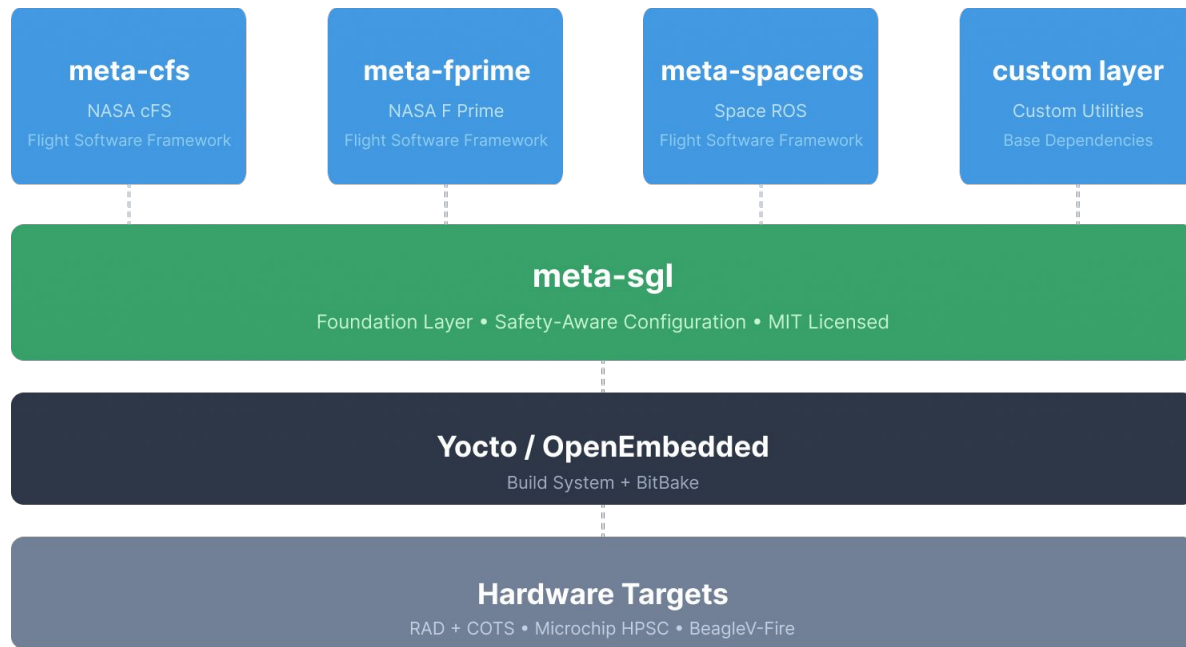 meta-cfs
NASA cFS
Flight Software Framework
meta-fprime
NASA F Prime
Flight Software Framework
meta-spaceros
Space ROS
Flight Software Framework
custom layer
Custom Utilities
Base Dependencies
meta-sgl
Foundation Layer • Safety-Aware Configuration • MIT Licensed
Yocto / OpenEmbedded
Build System + BitBake
Hardware Targets
RAD + COTS • Microchip HPSC • BeagleV-Fire